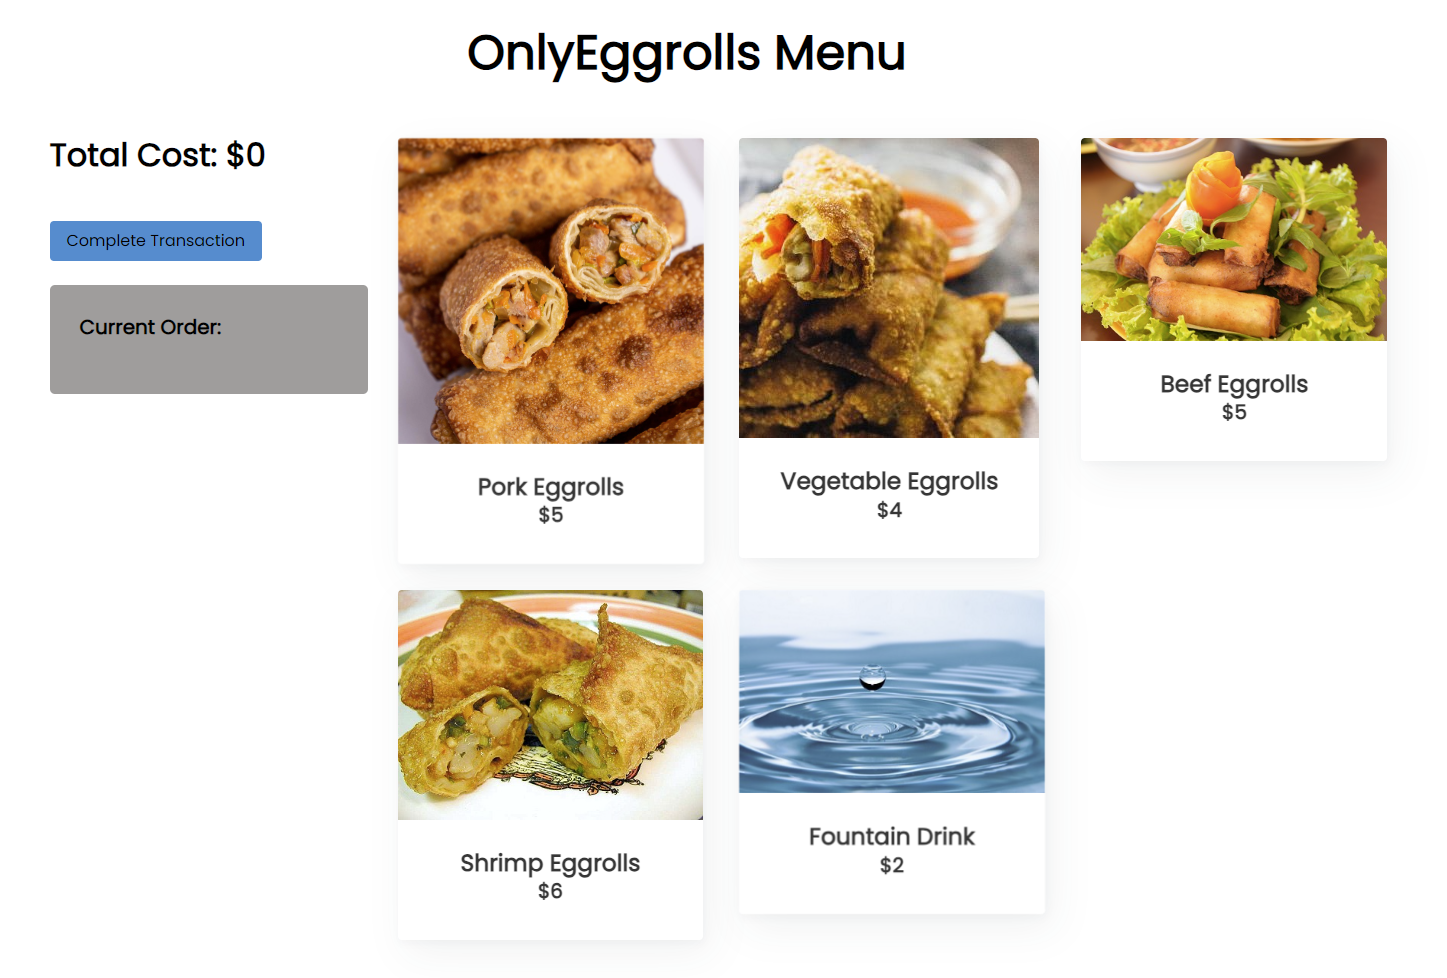 OnlyEggrolls Menu
Total Cost: $0
Complete Transaction
Current Order:
Pork Eggrolls
$5
Vegetable Eggrolls
$4
Beef Eggrolls
$5
Shrimp Eggrolls
$6
Fountain Drink
$2